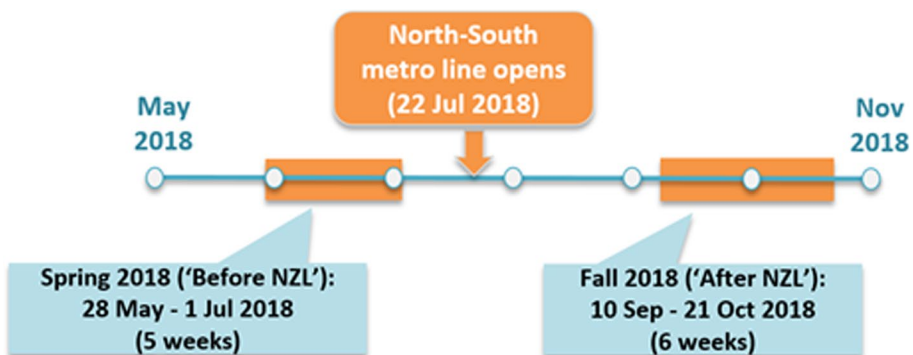 North-South
metro line opens
(22 Jul 2018)
May
2018
Nov
2018
Spring 2018 ('Before NZL'):
28 May - 1 Jul 2018
(5 weeks)
Fall 2018 ('After NZL'):
10 Sep - 21 Oct 2018
(6 weeks)